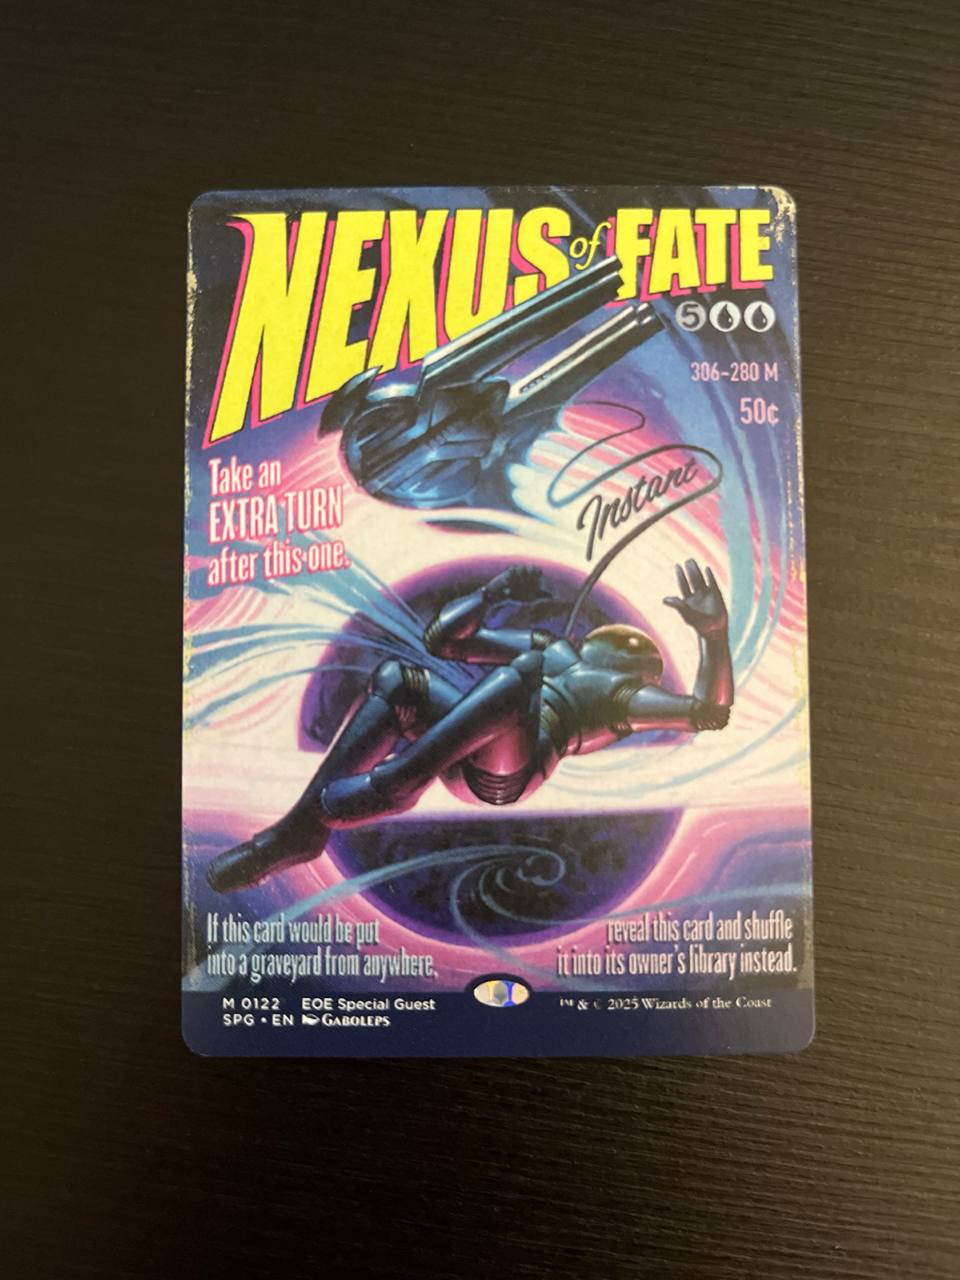 NEXUS of FATE
5
306-280 M
50¢
Take an
EXTRA TURN
after this one.
Instant
If this card would be put
into a graveyard from anywhere,
reveal this card and shuffle
it into its owner's library instead.
M 0122 EOE Special Guest
SPG • EN GABOLEPS
™ & © 2025 Wizards of the Coast